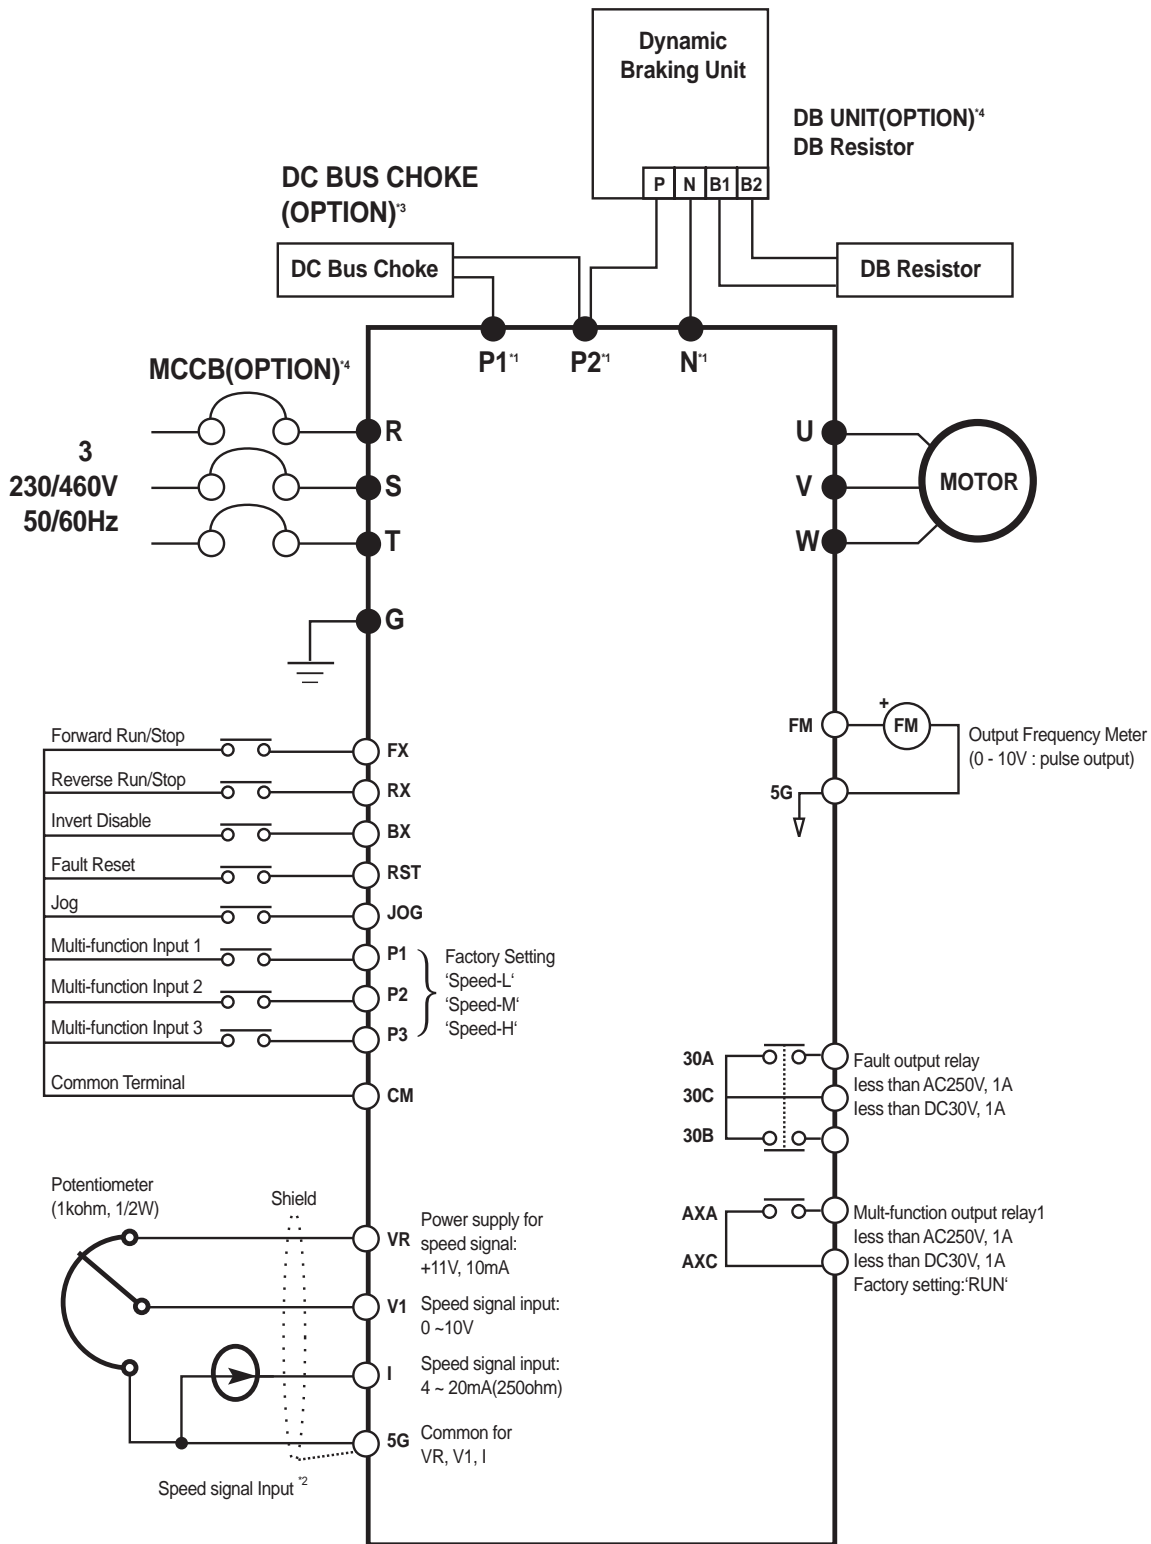 Dynamic
Braking Unit
DB UNIT(OPTION)*4
DB Resistor
P N B1 B2
DC BUS CHOKE
(OPTION)*3
DC Bus Choke
DB Resistor
P1*1
P2*1
N*1
MCCB(OPTION)*4
3
230/460V
50/60Hz
R
S
T
G
U
V
W
MOTOR
Forward Run/Stop
FX
Reverse Run/Stop
RX
Invert Disable
BX
Fault Reset
RST
Jog
JOG
Multi-function Input 1
P1
Multi-function Input 2
P2
Multi-function Input 3
P3
Factory Setting
‘Speed-L‘
‘Speed-M‘
‘Speed-H‘
Common Terminal
CM
FM
+
FM
Output Frequency Meter
(0 - 10V : pulse output)
5G
30A
30C
30B
Fault output relay
less than AC250V, 1A
less than DC30V, 1A
AXA
AXC
Mult-function output relay1
less than AC250V, 1A
less than DC30V, 1A
Factory setting:‘RUN‘
Potentiometer
(1kohm, 1/2W)
Shield
VR
Power supply for
speed signal:
+11V, 10mA
V1
Speed signal input:
0 ~10V
I
Speed signal input:
4 ~ 20mA(250ohm)
5G
Common for
VR, V1, I
Speed signal Input *2